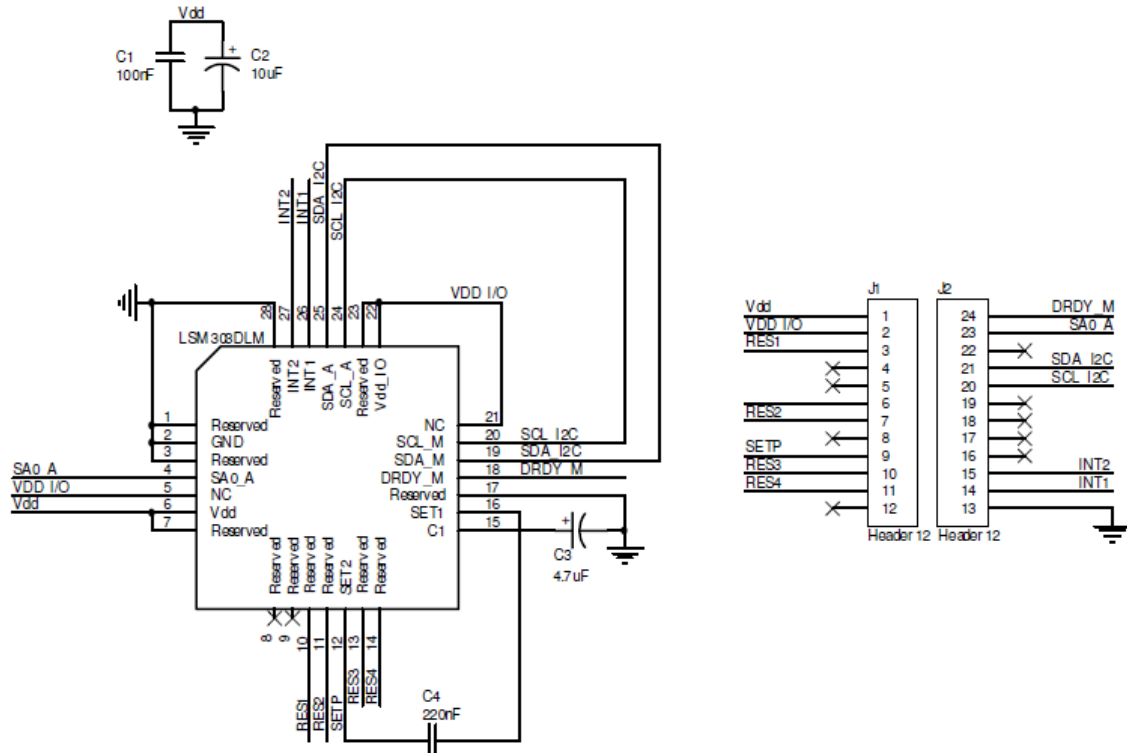 Vdd
C1
100nF
+
C2
10uF
INT2
INT1
SDA_I2C
SCL_I2C
VDD I/O
28
27
26
25
24
23
22
LSM303DLM
Reserved
INT2
INT1
SDA_A
SCL_A
Reserved
Vdd_IO
1
Reserved
2
GND
3
Reserved
SA0_A
4
SA0_A
VDD I/O
5
NC
Vdd
6
Vdd
7
Reserved
NC
21
SCL_M
20
SCL_I2C
SDA_M
19
SDA_I2C
DRDY_M
18
DRDY_M
Reserved
17
SET1
16
C1
15
+
C3
4.7uF
Reserved
Reserved
Reserved
Reserved
SET2
Reserved
Reserved
8
9
10
11
12
13
14
RES1
RES2
SETP
RES3
RES4
C4
220nF
J1
Vdd
1
VDD I/O
2
RES1
3
4
5
6
RES2
7
8
SETP
9
RES3
10
RES4
11
12
Header 12
J2
24
DRDY_M
23
SA0_A
22
21
SDA_I2C
20
SCL_I2C
19
18
17
16
15
INT2
14
INT1
13
Header 12